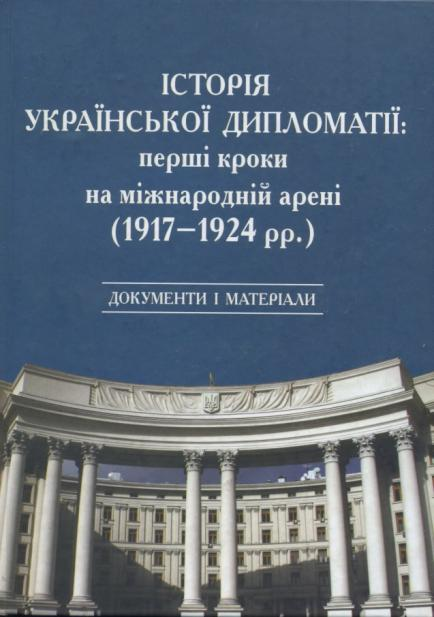 ІСТОРІЯ
УКРАЇНСЬКОЇ ДИПЛОМАТІЇ:
перші кроки
на міжнародній арені
(1917–1924 рр.)
ДОКУМЕНТИ І МАТЕРІАЛИ